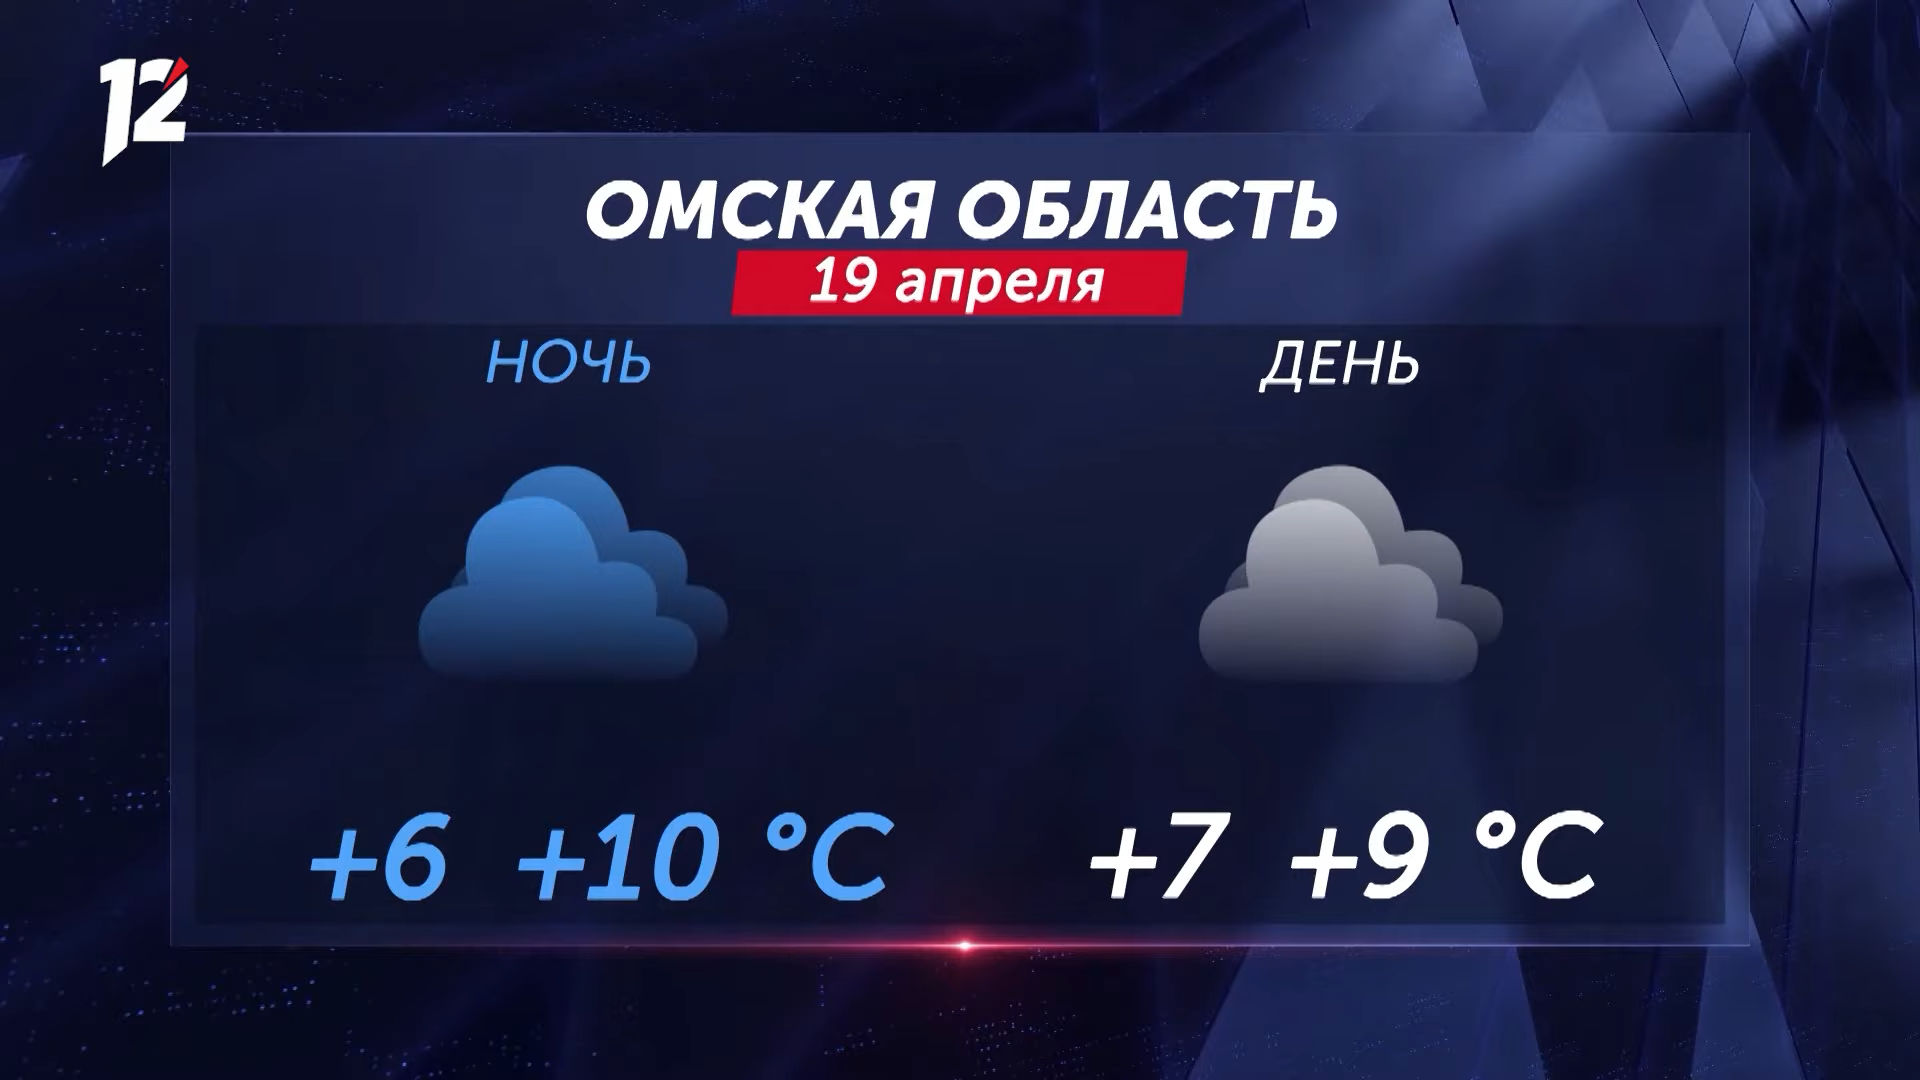 12
ОМСКАЯ ОБЛАСТЬ
19 апреля
НОЧЬ
ДЕНЬ
+6 +10 °C
+7 +9 °C